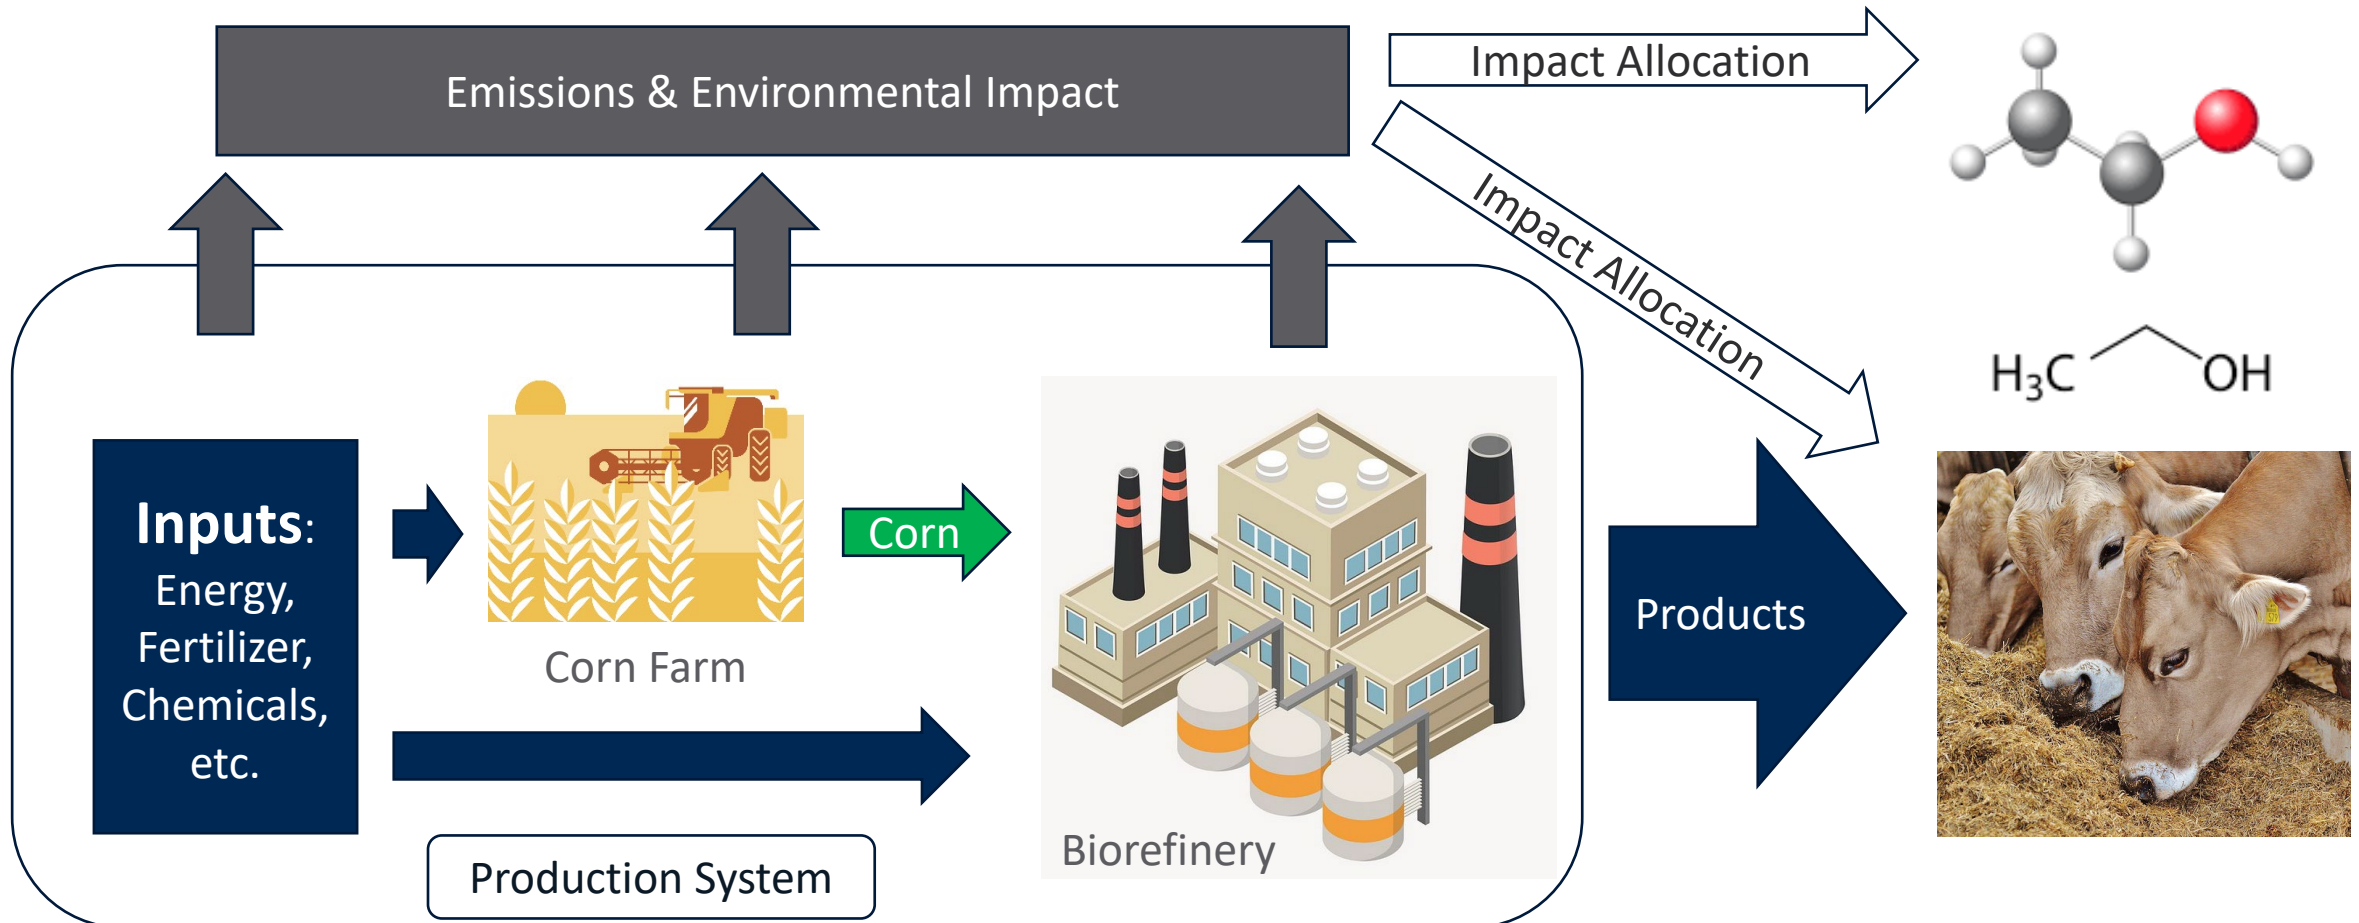 Emissions & Environmental Impact
Impact Allocation
Impact Allocation
H₃C
OH
Inputs:
Energy,
Fertilizer,
Chemicals,
etc.
Corn Farm
Corn
Biorefinery
Products
Production System